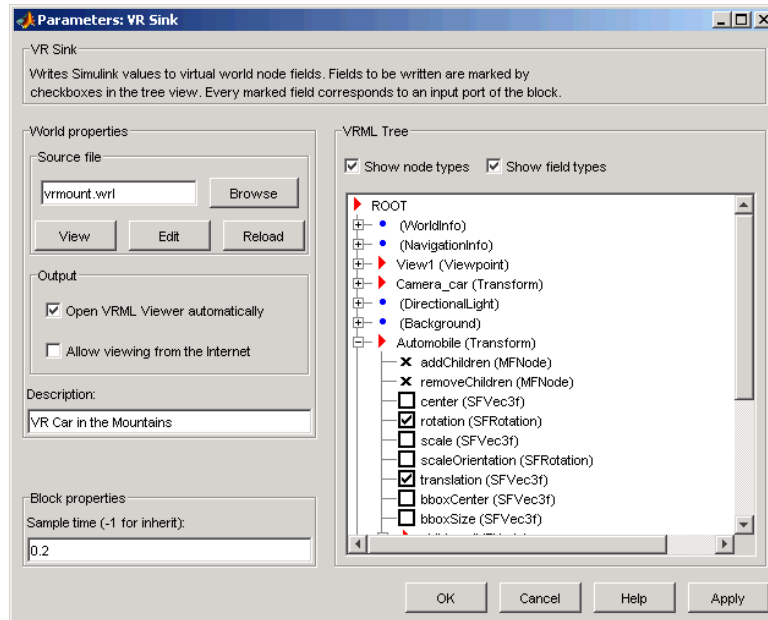 Parameters: VR Sink
VR Sink
Writes Simulink values to virtual world node fields. Fields to be written are marked by
checkboxes in the tree view. Every marked field corresponds to an input port of the block.
World properties
Source file
vrmount.wrl
Browse
View
Edit
Reload
Output
Open VRML Viewer automatically
Allow viewing from the Internet
Description:
VR Car in the Mountains
Block properties
Sample time (-1 for inherit):
0.2
VRML Tree
Show node types
Show field types
ROOT
(WorldInfo)
(NavigationInfo)
View1 (Viewpoint)
Camera_car (Transform)
(DirectionalLight)
(Background)
Automobile (Transform)
addChildren (MFNode)
removeChildren (MFNode)
center (SFVec3f)
rotation (SFRotation)
scale (SFVec3f)
scaleOrientation (SFRotation)
translation (SFVec3f)
bboxCenter (SFVec3f)
bboxSize (SFVec3f)
OK
Cancel
Help
Apply